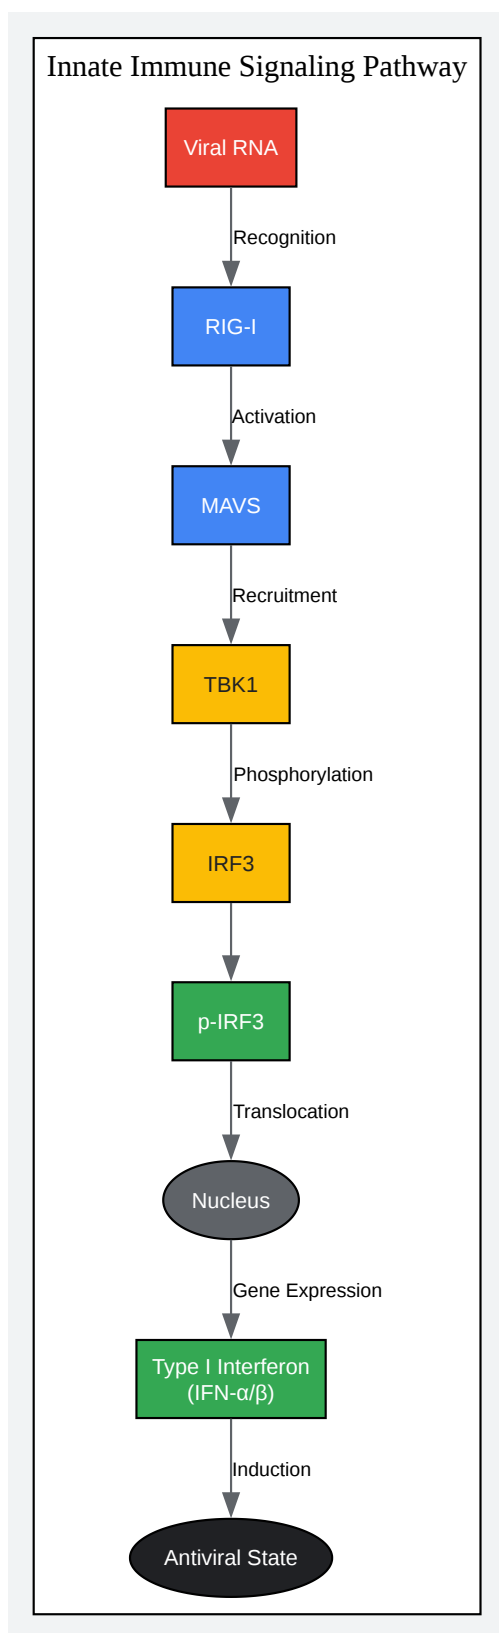 Innate Immune Signaling Pathway
Viral RNA
Recognition
RIG-I
Activation
MAVS
Recruitment
TBK1
Phosphorylation
IRF3
p-IRF3
Translocation
Nucleus
Gene Expression
Type I Interferon
(IFN-α/β)
Induction
Antiviral State